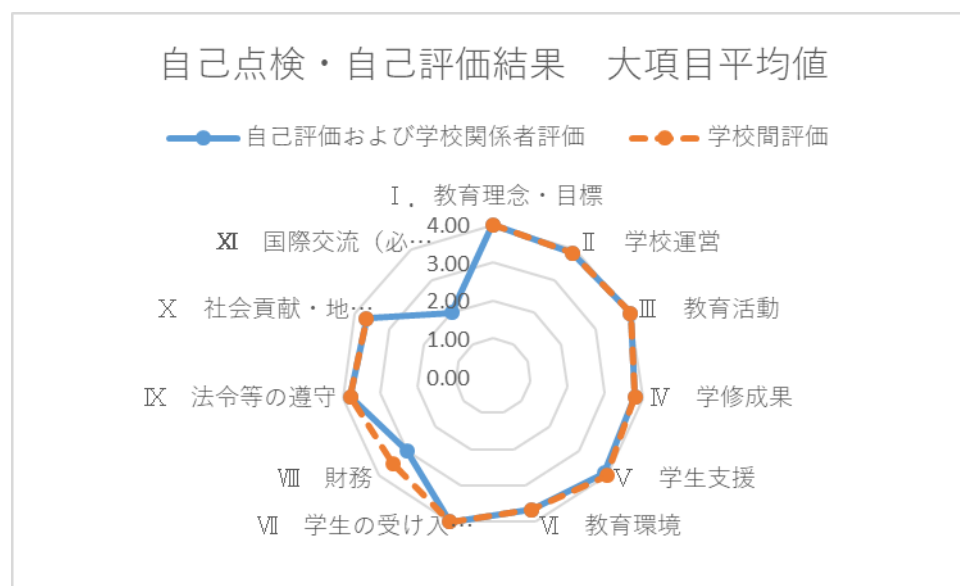 自己点検・自己評価結果　大項目平均値
自己評価および学校関係者評価
学校間評価
Ⅰ．教育理念・目標
Ⅱ　学校運営
Ⅲ　教育活動
Ⅳ　学修成果
Ⅴ　学生支援
Ⅵ　教育環境
Ⅶ　学生の受け入…
Ⅷ　財務
Ⅸ　法令等の遵守
Ⅹ　社会貢献・地…
Ⅺ　国際交流（必…
4.00
3.00
2.00
1.00
0.00